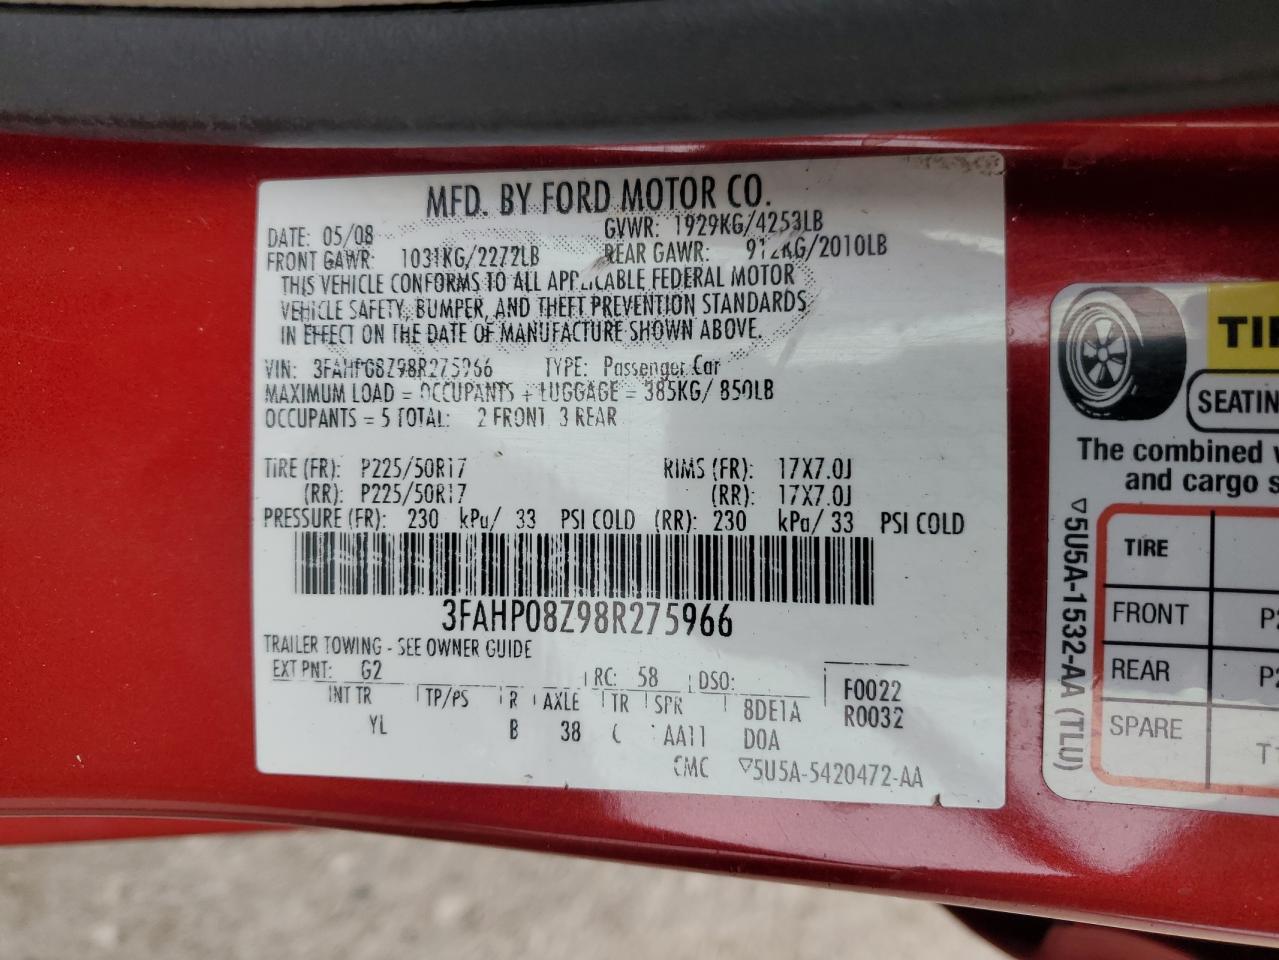 MFD. BY FORD MOTOR CO.
DATE: 05/08 GVWR: 1929KG/4253LB
FRONT GAWR: 1031KG/2272LB REAR GAWR: 912KG/2010LB
THIS VEHICLE CONFORMS TO ALL APPLICABLE FEDERAL MOTOR
VEHICLE SAFETY, BUMPER, AND THEFT PREVENTION STANDARDS
IN EFFECT ON THE DATE OF MANUFACTURE SHOWN ABOVE.
VIN: 3FAHP08Z98R275966 TYPE: Passenger Car
MAXIMUM LOAD = OCCUPANTS + LUGGAGE = 385KG/ 850LB
OCCUPANTS = 5 TOTAL: 2 FRONT 3 REAR
TIRE (FR): P225/50R17 RIMS (FR): 17X7.0J
(RR): P225/50R17 (RR): 17X7.0J
PRESSURE (FR): 230 kPa/ 33 PSI COLD (RR): 230 kPa/ 33 PSI COLD
3FAHP08Z98R275966
TRAILER TOWING - SEE OWNER GUIDE
EXT PNT: G2 RC: 58 DSO: F0022
INT TR TP/PS R AXLE TR SPR 8DE1A R0032
YL B 38 C AA11 D0A
CMC ▽5U5A-5420472-AA
TI
SEATIN
The combined
and cargo s
TIRE
FRONT P2
REAR P2
SPARE T1
▽5U5A-1532-AA (TLU)